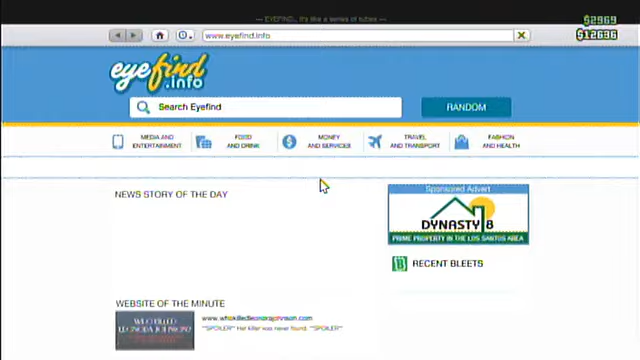 — EYEFIND... It's like a series of tubes —
$2969
$12636
www.eyefind.info
eyefind
.info
Search Eyefind
RANDOM
MEDIA AND
ENTERTAINMENT
FOOD
AND DRINK
MONEY
AND SERVICES
TRAVEL
AND TRANSPORT
FASHION
AND HEALTH
NEWS STORY OF THE DAY
Sponsored Advert
DYNASTY 8
PRIME PROPERTY IN THE LOS SANTOS AREA
RECENT BLEETS
WEBSITE OF THE MINUTE
WHO KILLED
LEONORA JOHNSON?
www.whokilledleonorajohnson.com
**SPOILER** Her killer was never found. **SPOILER**